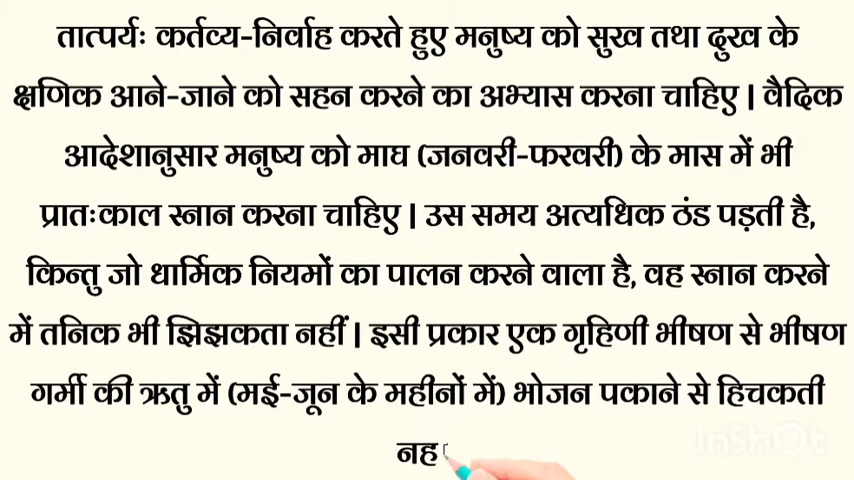 तात्पर्यः कर्तव्य-निर्वाह करते हुए मनुष्य को सुख तथा दुख के
क्षणिक आने-जाने को सहन करने का अभ्यास करना चाहिए | वैदिक
आदेशानुसार मनुष्य को माघ (जनवरी-फरवरी) के मास में भी
प्रातःकाल स्नान करना चाहिए | उस समय अत्यधिक ठंड पड़ती है,
किन्तु जो धार्मिक नियमों का पालन करने वाला है, वह स्नान करने
में तनिक भी झिझकता नहीं | इसी प्रकार एक गृहिणी भीषण से भीषण
गर्मी की ऋतु में (मई-जून के महीनों में) भोजन पकाने से हिचकती
नह
InShOt